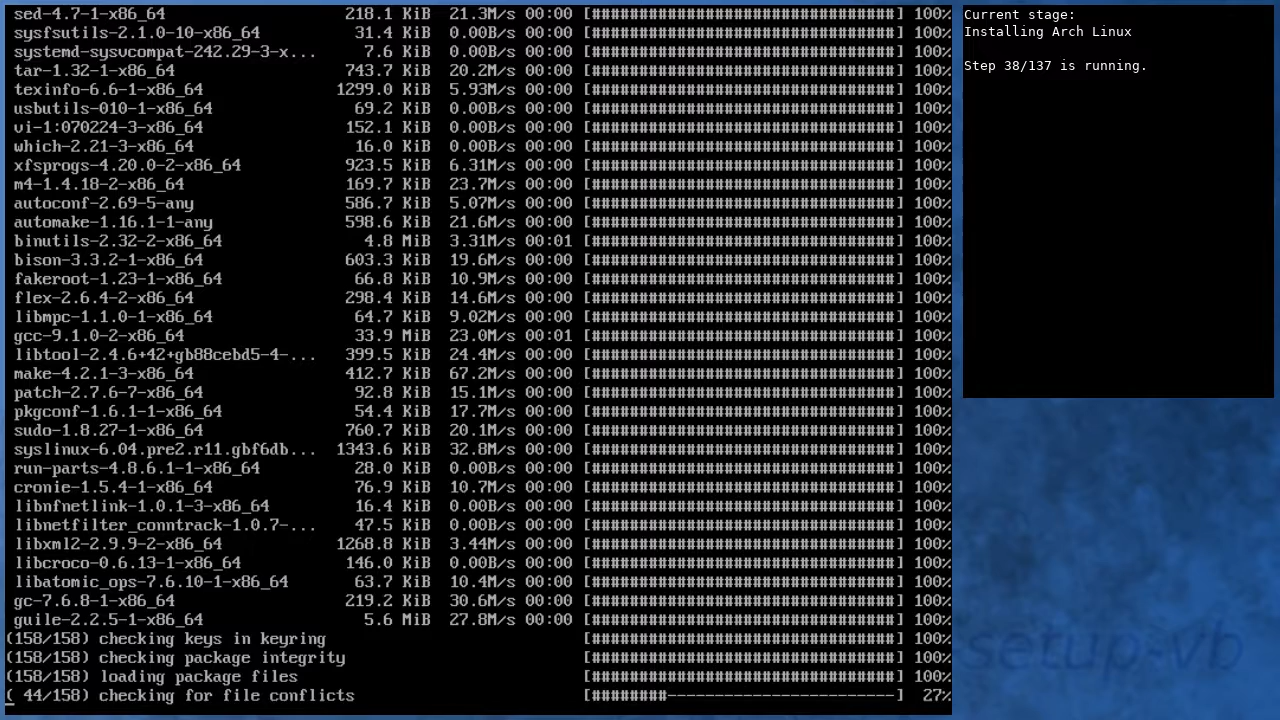 sed-4.7-1-x86_64 218.1 KiB 21.3M/s 00:00 [################################] 100%
sysfsutils-2.1.0-10-x86_64 31.4 KiB 0.00B/s 00:00 [################################] 100%
systemd-sysvcompat-242.29-3-x... 7.6 KiB 0.00B/s 00:00 [################################] 100%
tar-1.32-1-x86_64 743.7 KiB 20.2M/s 00:00 [################################] 100%
texinfo-6.6-1-x86_64 1299.0 KiB 5.93M/s 00:00 [################################] 100%
usbutils-010-1-x86_64 69.2 KiB 0.00B/s 00:00 [################################] 100%
vi-1:070224-3-x86_64 152.1 KiB 0.00B/s 00:00 [################################] 100%
which-2.21-3-x86_64 16.0 KiB 0.00B/s 00:00 [################################] 100%
xfsprogs-4.20.0-2-x86_64 923.5 KiB 6.31M/s 00:00 [################################] 100%
m4-1.4.18-2-x86_64 169.7 KiB 23.7M/s 00:00 [################################] 100%
autoconf-2.69-5-any 586.7 KiB 5.07M/s 00:00 [################################] 100%
automake-1.16.1-1-any 598.6 KiB 21.6M/s 00:00 [################################] 100%
binutils-2.32-2-x86_64 4.8 MiB 3.31M/s 00:01 [################################] 100%
bison-3.3.2-1-x86_64 603.3 KiB 19.6M/s 00:00 [################################] 100%
fakeroot-1.23-1-x86_64 66.8 KiB 10.9M/s 00:00 [################################] 100%
flex-2.6.4-2-x86_64 298.4 KiB 14.6M/s 00:00 [################################] 100%
libmpc-1.1.0-1-x86_64 64.7 KiB 9.02M/s 00:00 [################################] 100%
gcc-9.1.0-2-x86_64 33.9 MiB 23.0M/s 00:01 [################################] 100%
libtool-2.4.6+42+gb88cebd5-4-... 399.5 KiB 24.4M/s 00:00 [################################] 100%
make-4.2.1-3-x86_64 412.7 KiB 67.2M/s 00:00 [################################] 100%
patch-2.7.6-7-x86_64 92.8 KiB 15.1M/s 00:00 [################################] 100%
pkgconf-1.6.1-1-x86_64 54.4 KiB 17.7M/s 00:00 [################################] 100%
sudo-1.8.27-1-x86_64 760.7 KiB 20.1M/s 00:00 [################################] 100%
syslinux-6.04.pre2.r11.gbf6db... 1343.6 KiB 32.8M/s 00:00 [################################] 100%
run-parts-4.8.6.1-1-x86_64 28.0 KiB 0.00B/s 00:00 [################################] 100%
cronie-1.5.4-1-x86_64 76.9 KiB 10.7M/s 00:00 [################################] 100%
libnfnetlink-1.0.1-3-x86_64 16.4 KiB 0.00B/s 00:00 [################################] 100%
libnetfilter_conntrack-1.0.7-... 47.5 KiB 0.00B/s 00:00 [################################] 100%
libxml2-2.9.9-2-x86_64 1268.8 KiB 3.44M/s 00:00 [################################] 100%
libcroco-0.6.13-1-x86_64 146.0 KiB 0.00B/s 00:00 [################################] 100%
libatomic_ops-7.6.10-1-x86_64 63.7 KiB 10.4M/s 00:00 [################################] 100%
gc-7.6.8-1-x86_64 219.2 KiB 30.6M/s 00:00 [################################] 100%
guile-2.2.5-1-x86_64 5.6 MiB 27.8M/s 00:00 [################################] 100%
(158/158) checking keys in keyring [################################] 100%
(158/158) checking package integrity [################################] 100%
(158/158) loading package files [################################] 100%
( 44/158) checking for file conflicts [########------------------------] 27%
Current stage:
Installing Arch Linux
Step 38/137 is running.
setup-vb